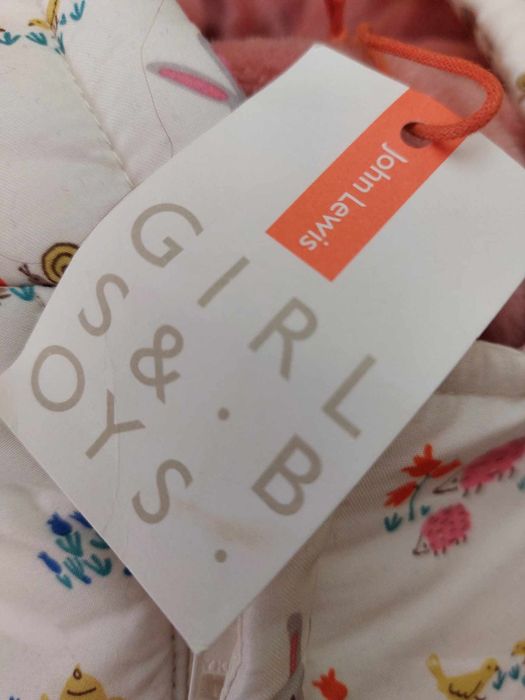 John Lewis
GIRL
S & · B
OYS ·